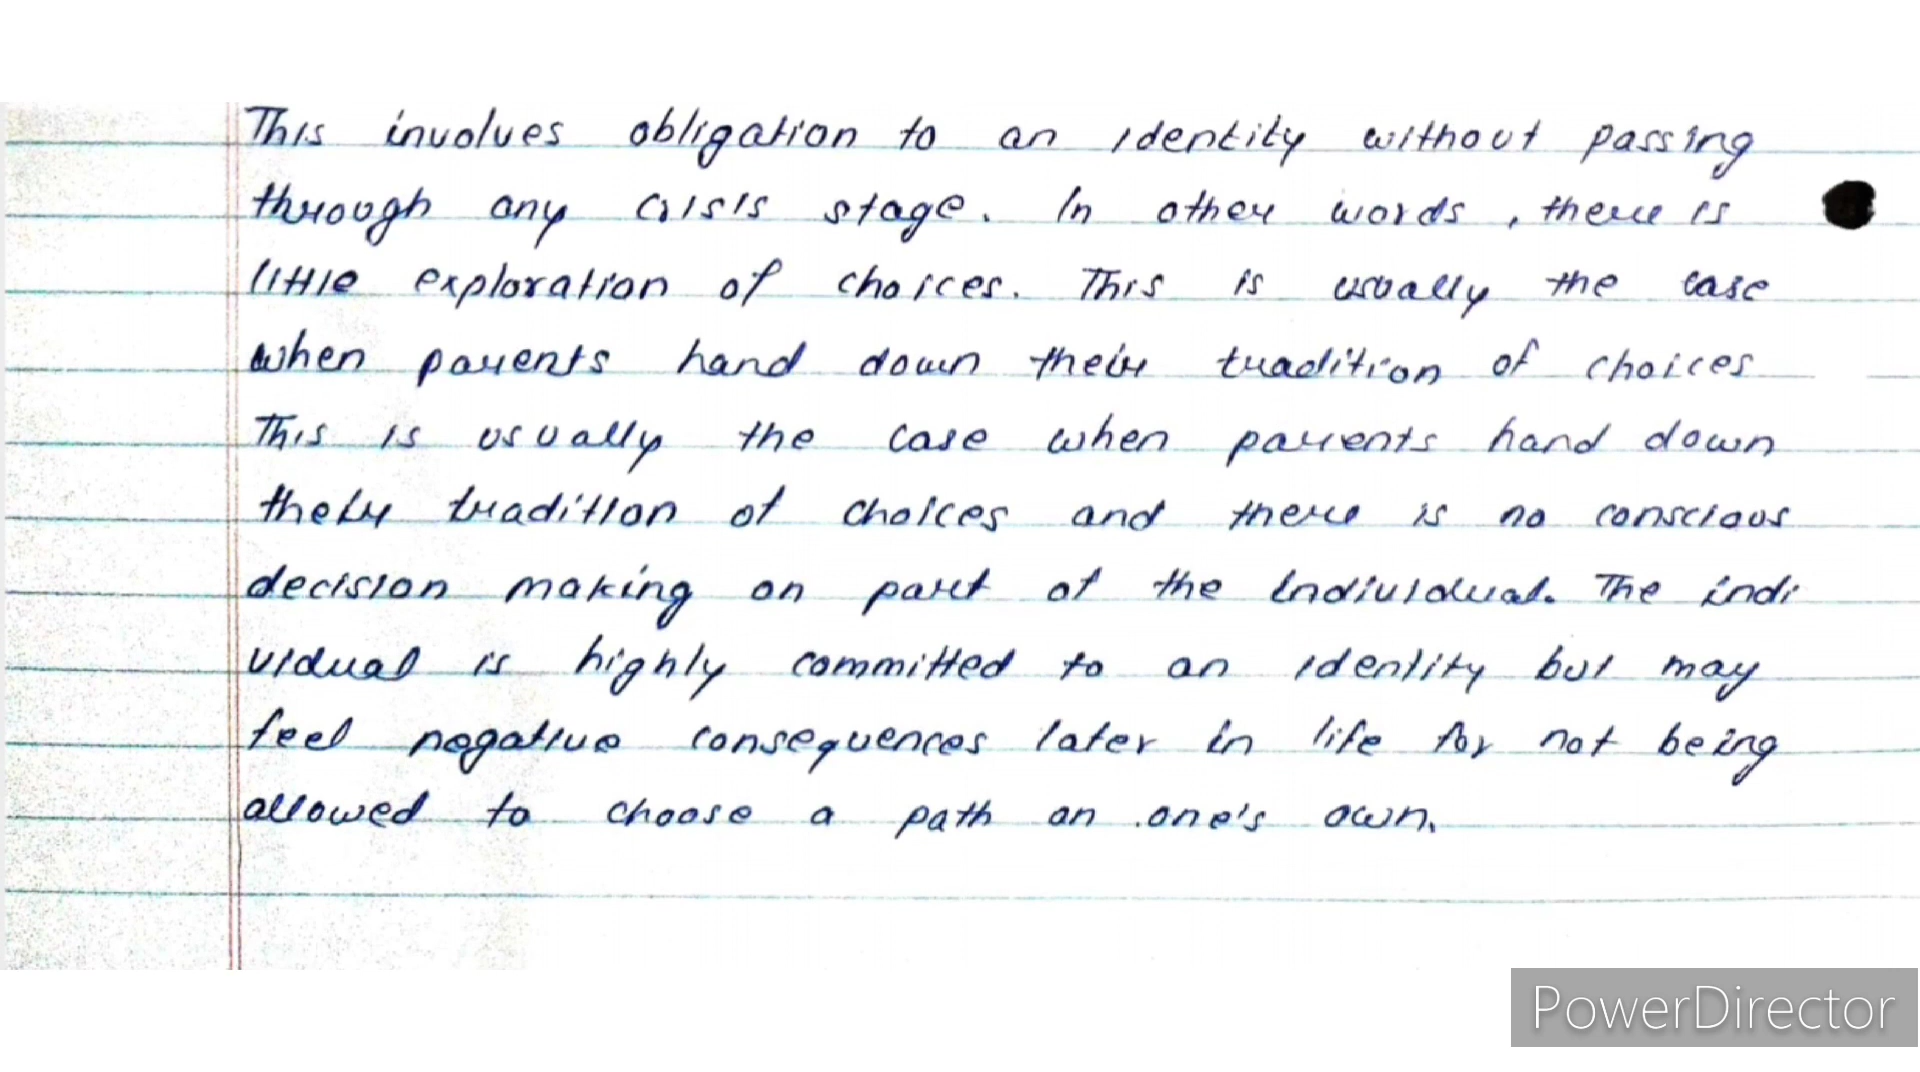 This involves obligation to an identity without passing
through any crisis stage. In other words, there is
little exploration of choices. This is usually the case
when parents hand down their tradition of choices
This is usually the case when parents hand down
their tradition of choices and there is no conscious
decision making on part of the individual. The indi
vidual is highly committed to an identity but may
feel negative consequences later in life for not being
allowed to choose a path on one's own.
PowerDirector